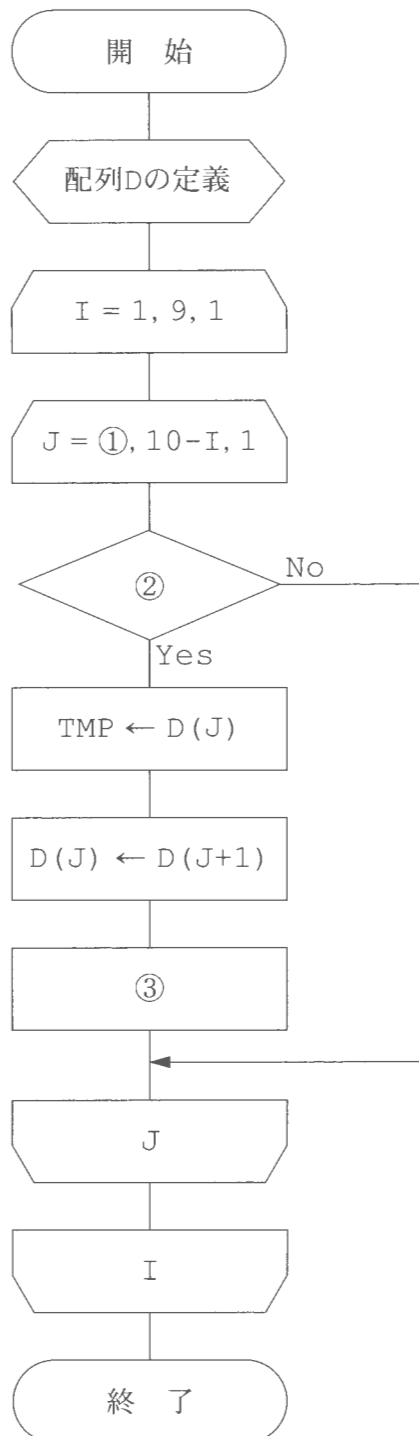 開 始
配列Dの定義
I = 1, 9, 1
J = ①, 10-I, 1
②
No
Yes
TMP ← D(J)
D(J) ← D(J+1)
③
J
I
終 了